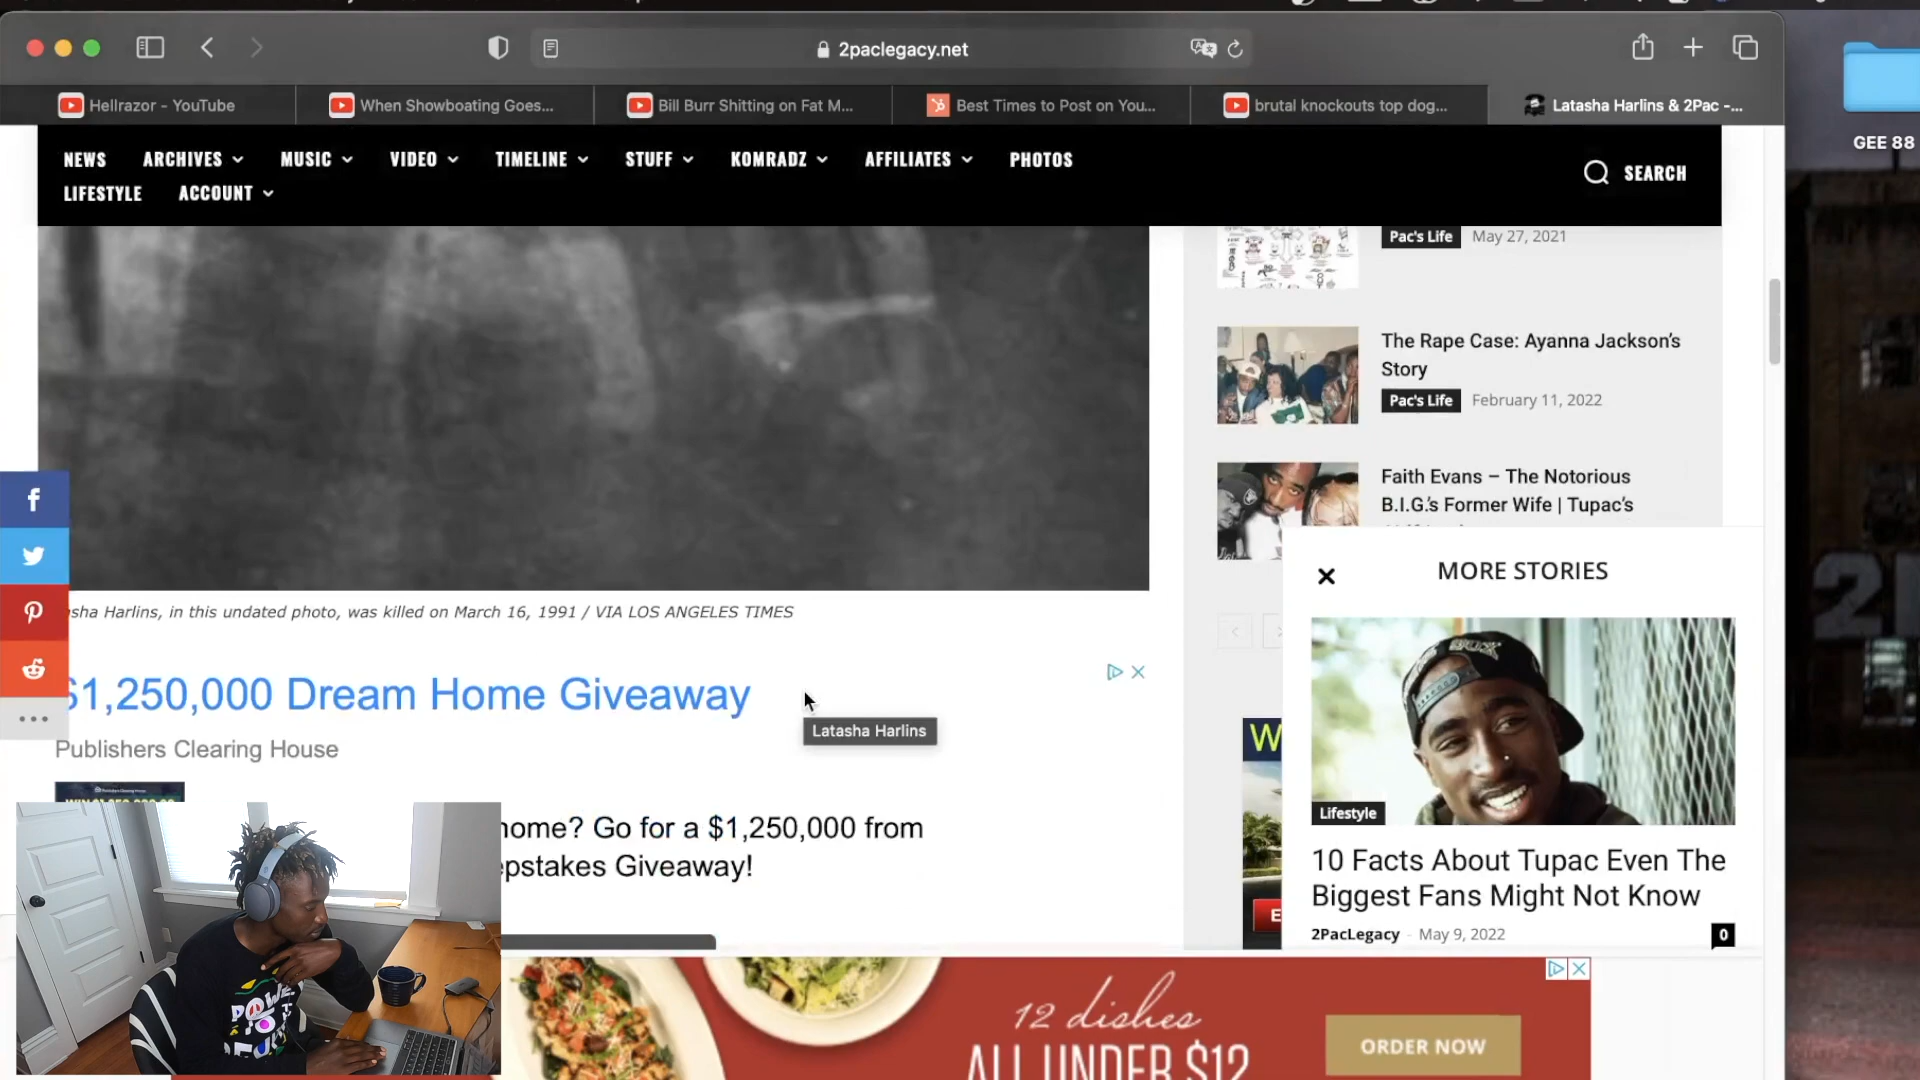 2paclegacy.net
Hellrazor - YouTube
When Showboating Goes...
Bill Burr Shitting on Fat M...
Best Times to Post on You...
brutal knockouts top dog...
Latasha Harlins & 2Pac -...
GEE 88
NEWS
ARCHIVES
MUSIC
VIDEO
TIMELINE
STUFF
KOMRADZ
AFFILIATES
PHOTOS
LIFESTYLE
ACCOUNT
SEARCH
Pac's Life May 27, 2021
The Rape Case: Ayanna Jackson's
Story
Pac's Life February 11, 2022
Faith Evans – The Notorious
B.I.G.'s Former Wife | Tupac's
sha Harlins, in this undated photo, was killed on March 16, 1991 / VIA LOS ANGELES TIMES
$1,250,000 Dream Home Giveaway
Latasha Harlins
Publishers Clearing House
home? Go for a $1,250,000 from
epstakes Giveaway!
MORE STORIES
Lifestyle
10 Facts About Tupac Even The
Biggest Fans Might Not Know
2PacLegacy - May 9, 2022
0
12 dishes
ALL UNDER $12
ORDER NOW